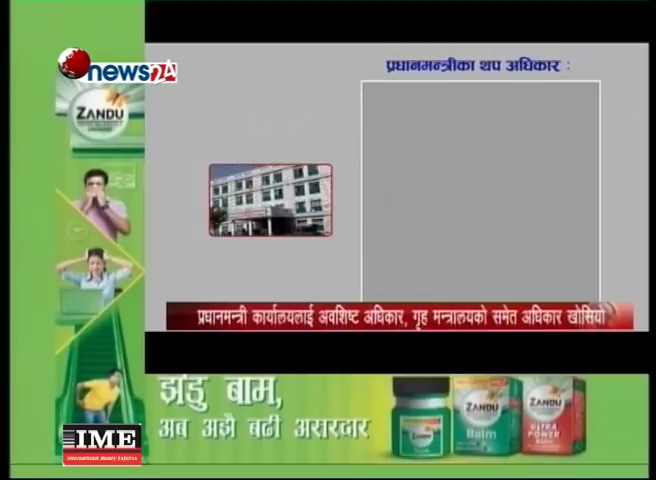 news24
प्रधानमन्त्रीका थप अधिकार :
ZANDU
प्रधानमन्त्री कार्यालयलाई अवशिष्ट अधिकार, गृह मन्त्रालयको समेत अधिकार खोसियो
झंडु बाम,
अब अझै बढी असरदार
ZANDU
Balm
ZANDU
ULTRA
POWER
Balm
IME
International Money Express